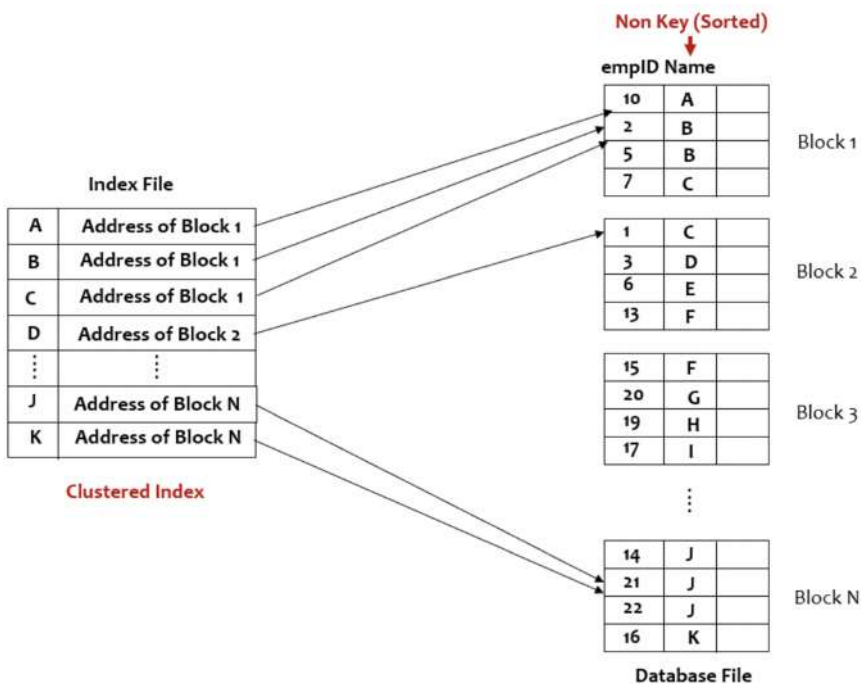 Non Key (Sorted)
empID Name
10 A
2 B
5 B
7 C
Block 1
Index File
A Address of Block 1
B Address of Block 1
C Address of Block 1
D Address of Block 2
⋮ ⋮
J Address of Block N
K Address of Block N
Clustered Index
1 C
3 D
6 E
13 F
Block 2
15 F
20 G
19 H
17 I
Block 3
⋮
14 J
21 J
22 J
16 K
Block N
Database File